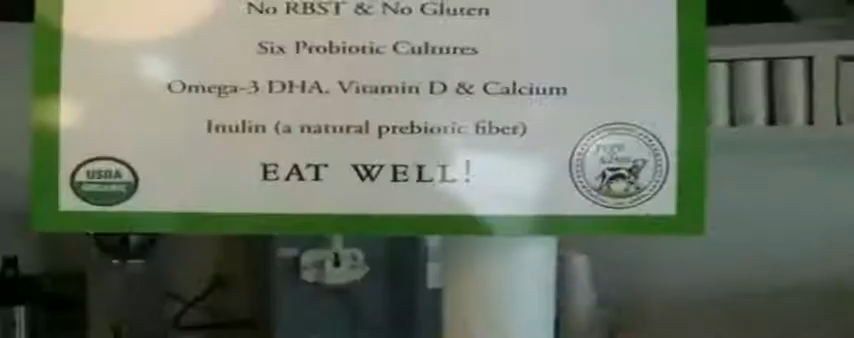 No RBST & No Gluten
Six Probiotic Cultures
Omega-3 DHA, Vitamin D & Calcium
Inulin (a natural prebiotic fiber)
EAT WELL!
USDA
ORGANIC